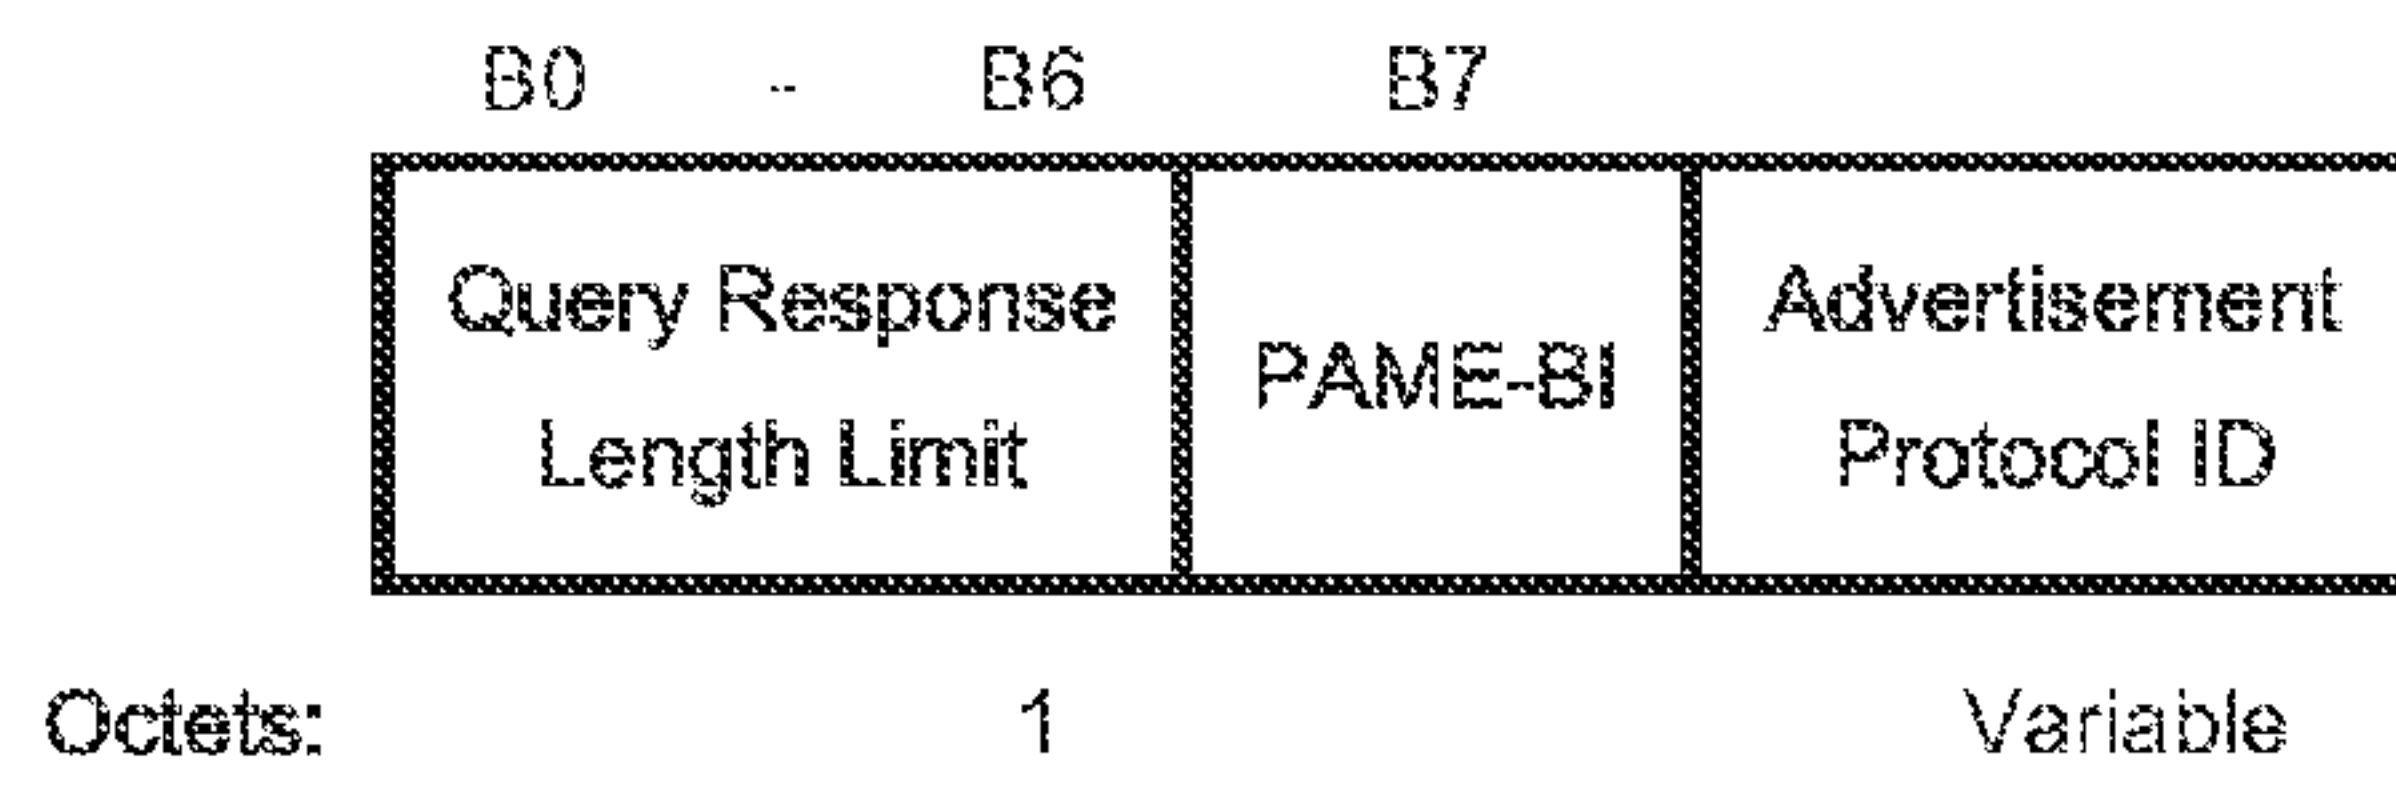 B0 - B6 B7
Query Response
Length Limit
PAME-BI
Advertisement
Protocol ID
Octets: 1 Variable